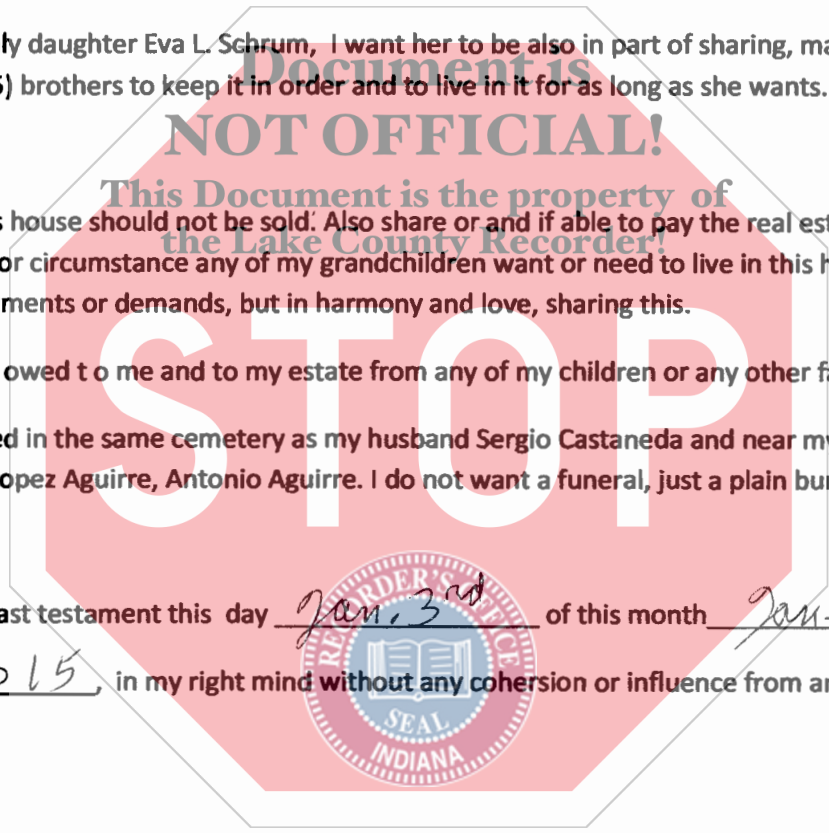 ly daughter Eva L. Schrum, I want her to be also in part of sharing, ma
Document is
5) brothers to keep it in order and to live in it for as long as she wants.
NOT OFFICIAL!
This Document is the property of
s house should not be sold. Also share or and if able to pay the real est
the Lake County Recorder!
or circumstance any of my grandchildren want or need to live in this h
ments or demands, but in harmony and love, sharing this.
STOP
owed t o me and to my estate from any of my children or any other fa
ed in the same cemetery as my husband Sergio Castaneda and near my
opez Aguirre, Antonio Aguirre. I do not want a funeral, just a plain bur
ast testament this day Jan. 3rd of this month Jan-
15, in my right mind without any cohersion or influence from an
RECORDER'S OFFICE
SEAL
INDIANA